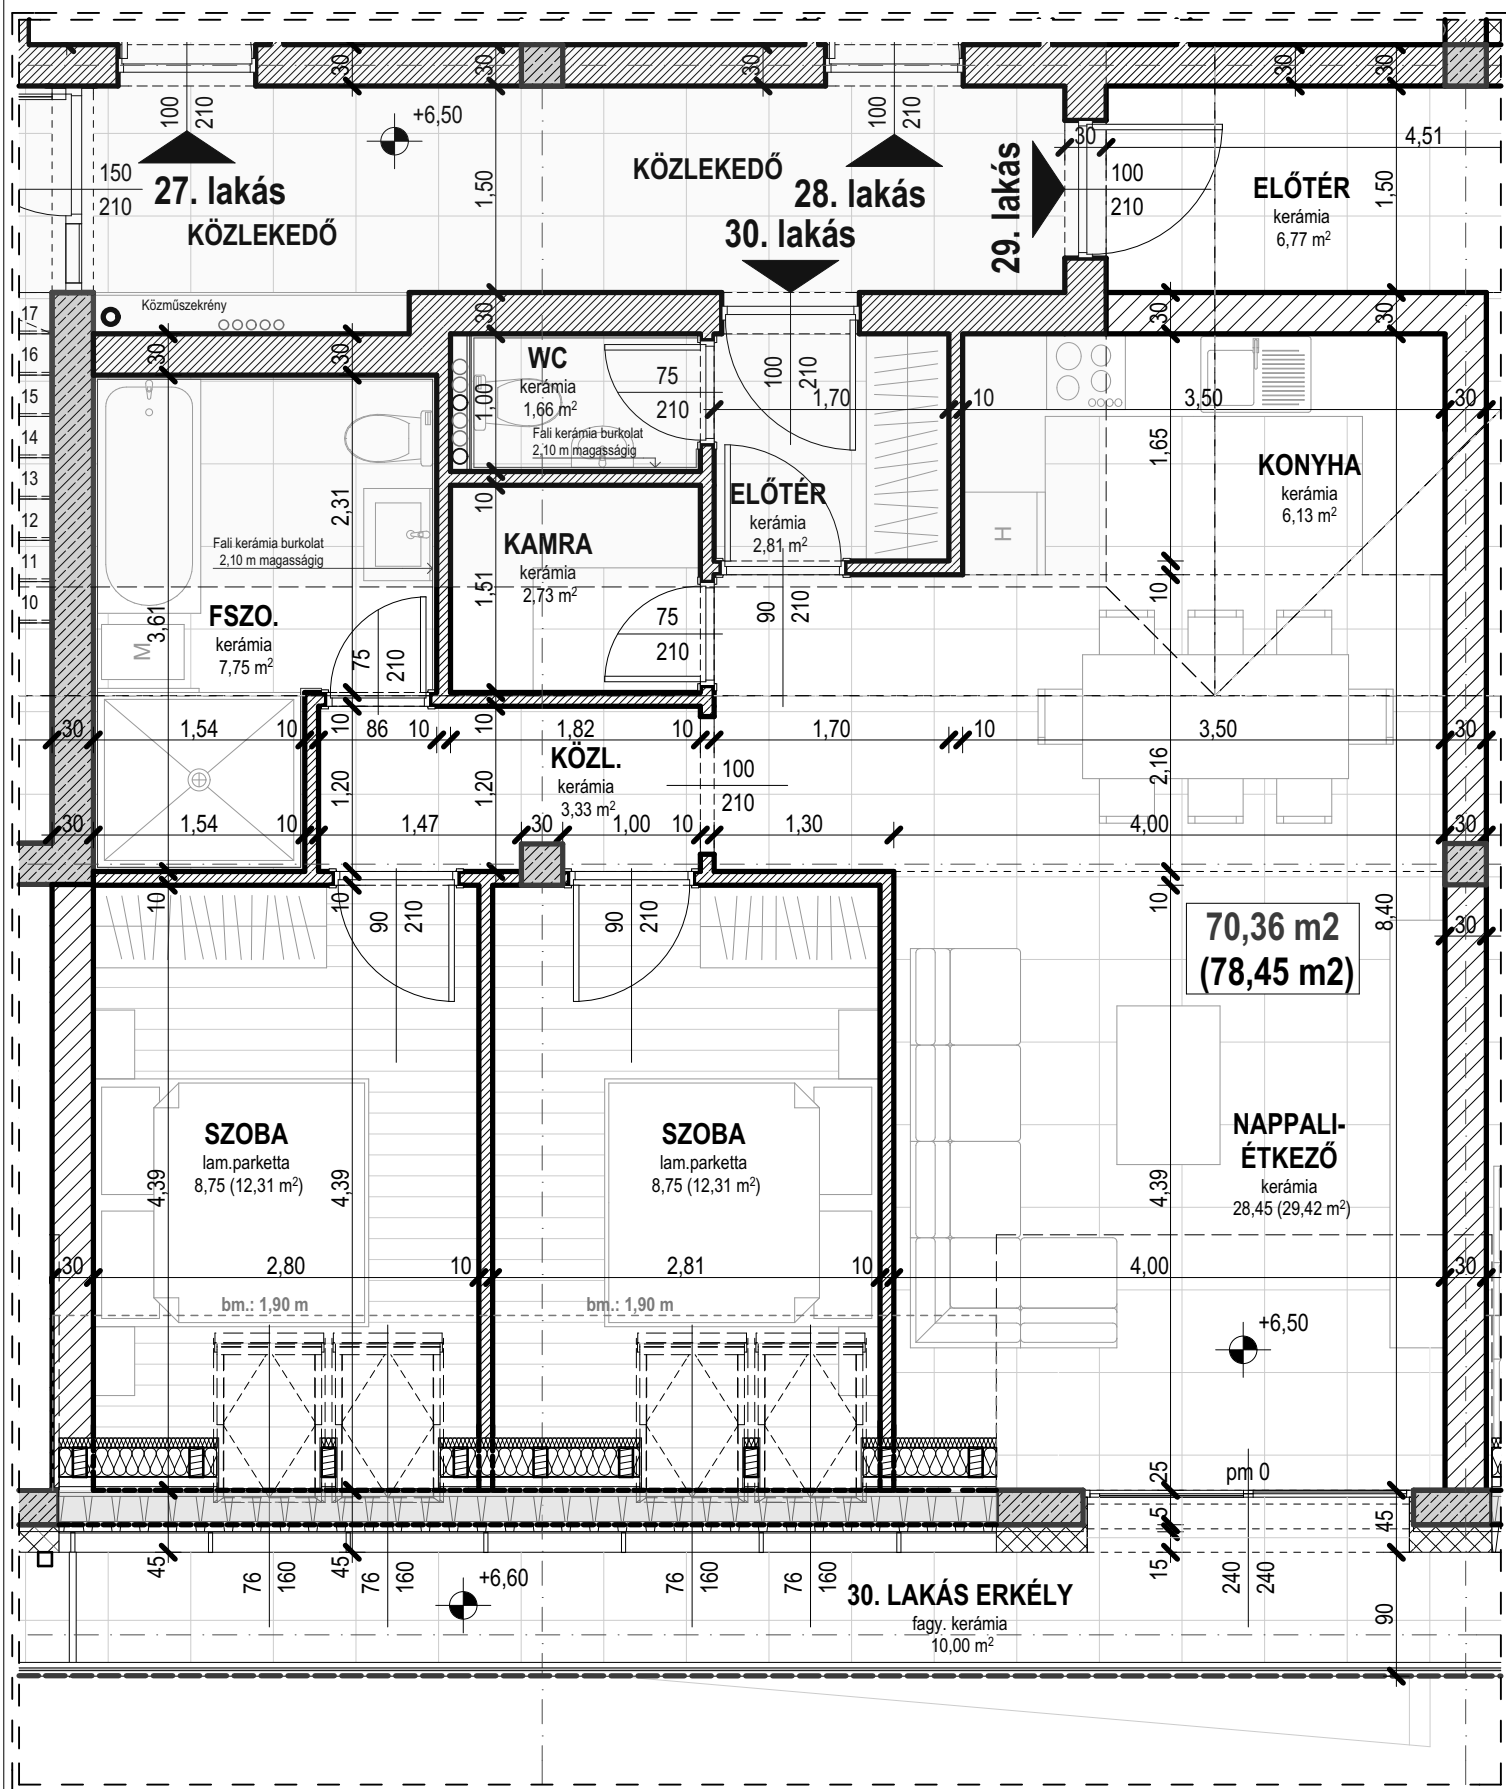 30
30
30
30
30
100
210
+6,50
100
210
30
4,51
150
210
27. lakás
KÖZLEKEDŐ
1,50
KÖZLEKEDŐ
28. lakás
30. lakás
29. lakás
100
210
ELŐTÉR
kerámia
6,77 m²
1,50
17
16
15
14
13
12
11
10
Közműszekrény
30
30
30
30
30
WC
kerámia
1,66 m²
1,00
Fali kerámia burkolat
2,10 m magasságig
75
210
100
210
1,70
10
3,50
30
1,65
KONYHA
kerámia
6,13 m²
H
2,31
10
KAMRA
kerámia
2,73 m²
1,51
ELŐTÉR
kerámia
2,81 m²
Fali kerámia burkolat
2,10 m magasságig
3,61
FSZO.
kerámia
7,75 m²
M
75
210
75
210
90
210
10
30
1,54
10
10
86
10
10
1,82
10
1,70
10
3,50
30
KÖZL.
kerámia
3,33 m²
1,20
1,20
100
210
2,16
30
1,54
10
1,47
30
1,00
10
1,30
4,00
30
10
10
90
210
90
210
10
8,40
30
70,36 m2
(78,45 m2)
SZOBA
lam.parketta
8,75 (12,31 m²)
4,39
4,39
SZOBA
lam.parketta
8,75 (12,31 m²)
NAPPALI-
ÉTKEZŐ
kerámia
28,45 (29,42 m²)
4,39
30
2,80
10
2,81
10
4,00
30
bm.: 1,90 m
bm.: 1,90 m
+6,50
25
pm 0
5
45
45
76
160
45
76
160
+6,60
76
160
76
160
15
240
240
30. LAKÁS ERKÉLY
fagy. kerámia
10,00 m²
90